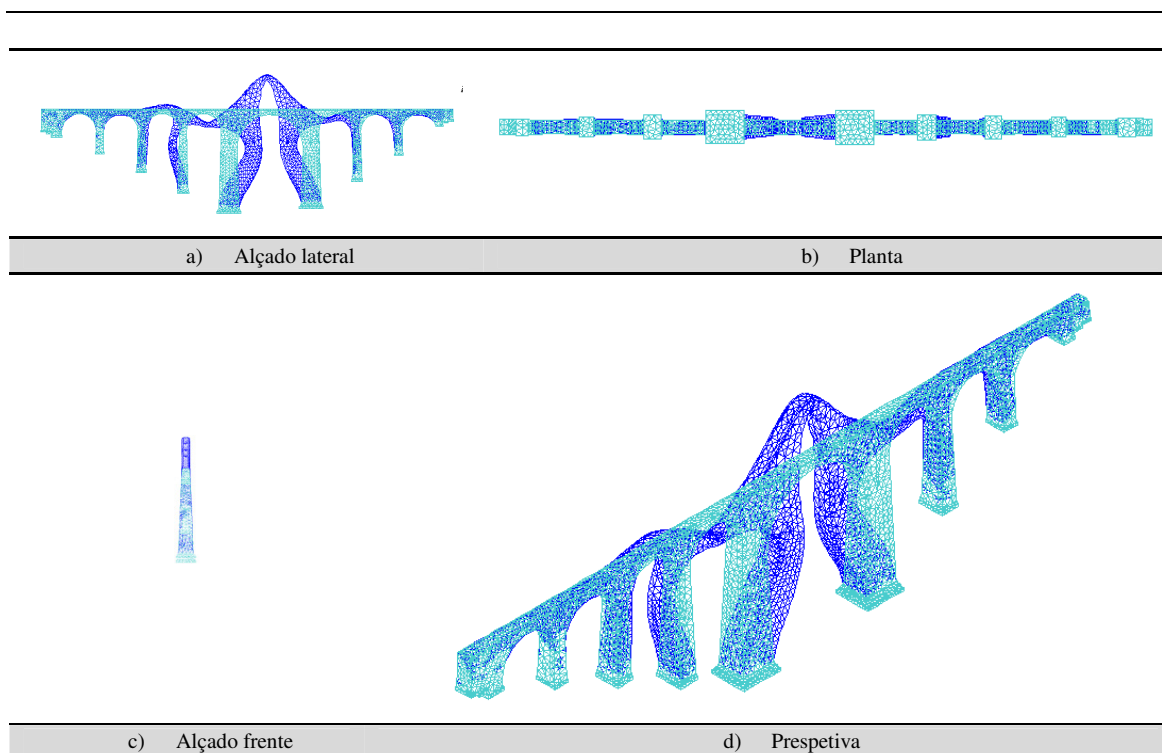 a) Alçado lateral
b) Planta
c) Alçado frente
d) Prespetiva